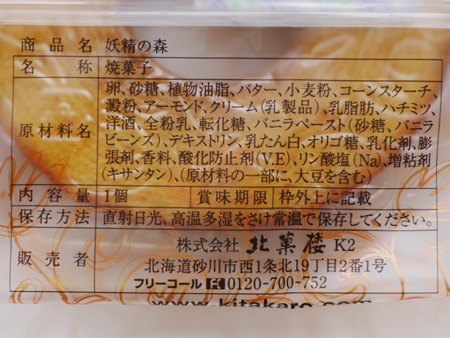 商品名 妖精の森
名称 焼菓子
原材料名 卵、砂糖、植物油脂、バター、小麦粉、コーンスターチ、
澱粉、アーモンド、クリーム(乳製品)、乳脂肪、ハチミツ、
洋酒、全粉乳、転化糖、バニラペースト(砂糖、バニラ
ビーンズ)、デキストリン、乳たん白、オリゴ糖、乳化剤、膨
張剤、香料、酸化防止剤(V.E)、リン酸塩(Na)、増粘剤
(キサンタン)、(原材料の一部に、大豆を含む)
内容量 1個 賞味期限 枠外上に記載
保存方法 直射日光、高温多湿をさけ常温で保存してください。
販売者 株式会社 北菓楼 K2
北海道砂川市西1条北19丁目2番1号
フリーコール 0120-700-752
www.kitakaro.com